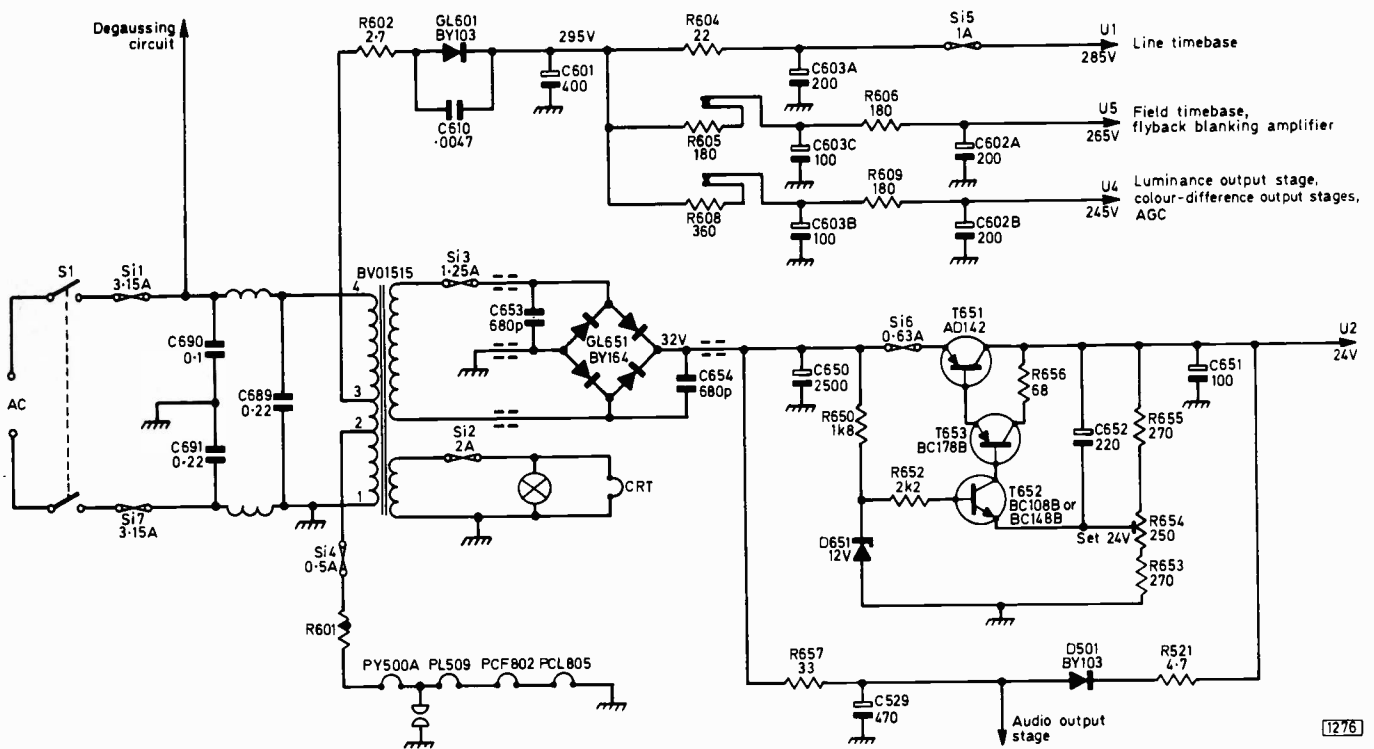 Degaussing
circuit
R602
2·7
GL601
BY103
C610
·0047
295V
C601
400
R604
22
C603A
200
Si5
1A
U1
285V
Line timebase
R605
180
C603C
100
R606
180
C602A
200
U5
265V
Field timebase,
flyback blanking amplifier
R608
360
C603B
100
R609
180
C602B
200
U4
245V
Luminance output stage,
colour-difference output stages,
AGC
S1
Si1
3·15A
AC
Si7
3·15A
C690
0·1
C691
0·22
C689
0·22
BV01515
4
3
2
1
Si3
1·25A
C653
680p
GL651
BY164
32V
C654
680p
Si2
2A
CRT
Si4
0·5A
R601
PY500A
PL509
PCF802
PCL805
C650
2500
Si6
0·63A
T651
AD142
R656
68
R650
1k8
T653
BC178B
R652
2k2
T652
BC108B or
BC148B
D651
12V
C652
220
R655
270
Set 24V
R654
250
R653
270
C651
100
U2
24V
R657
33
C529
470
Audio output
stage
D501
BY103
R521
4·7
1276